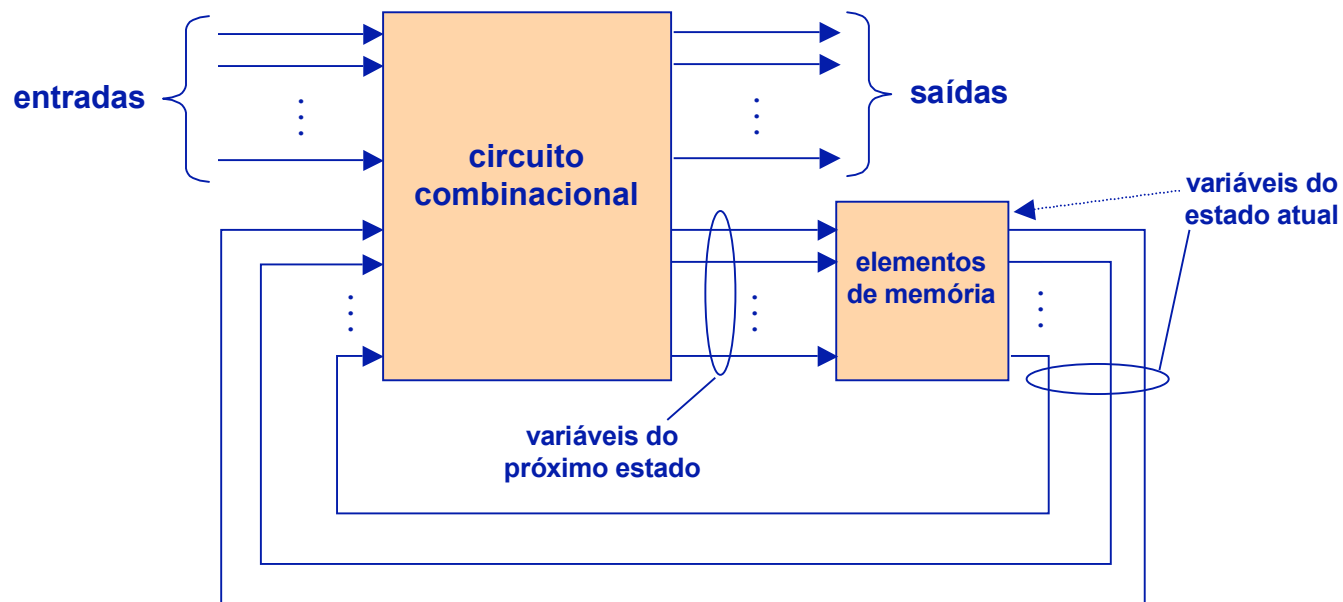 entradas
circuito
combinacional
saídas
variáveis do
estado atual
elementos
de memória
variáveis do
próximo estado